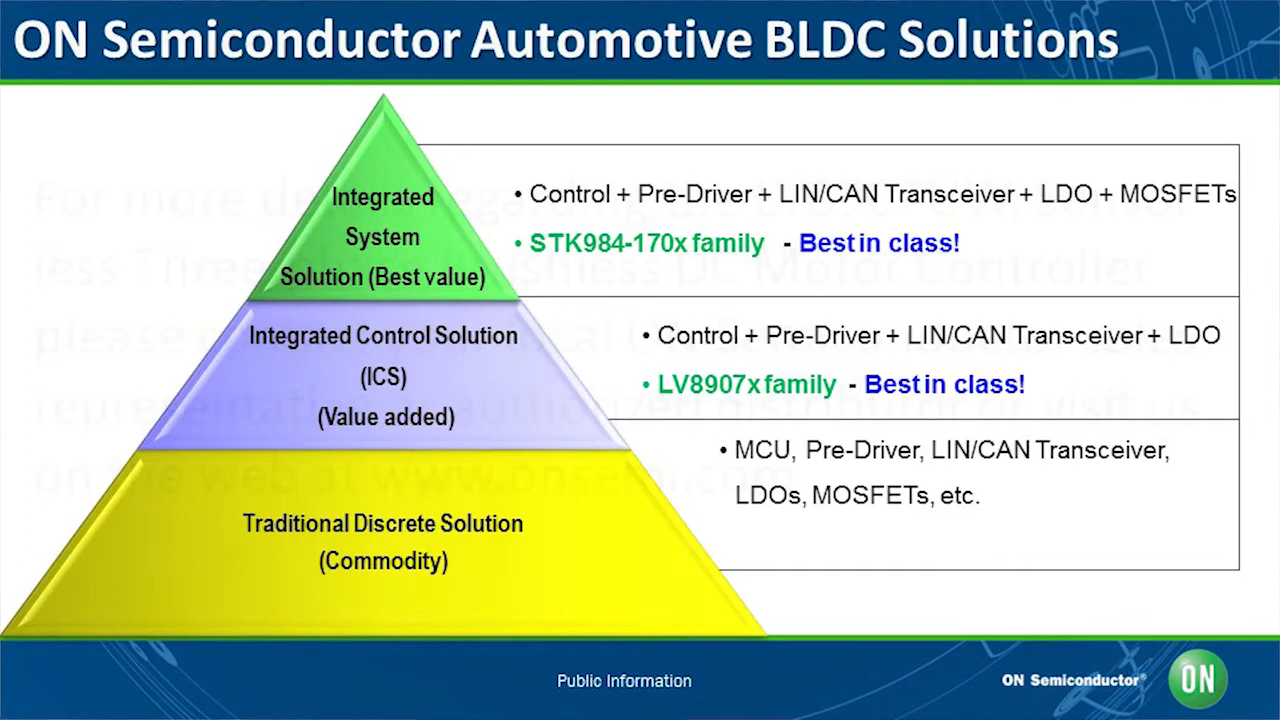 ON Semiconductor Automotive BLDC Solutions
Integrated
System
Solution (Best value)
• Control + Pre-Driver + LIN/CAN Transceiver + LDO + MOSFETs
• STK984-170x family - Best in class!
Integrated Control Solution
(ICS)
(Value added)
• Control + Pre-Driver + LIN/CAN Transceiver + LDO
• LV8907x family - Best in class!
Traditional Discrete Solution
(Commodity)
• MCU, Pre-Driver, LIN/CAN Transceiver,
LDOs, MOSFETs, etc.
Public Information
ON Semiconductor®
ON